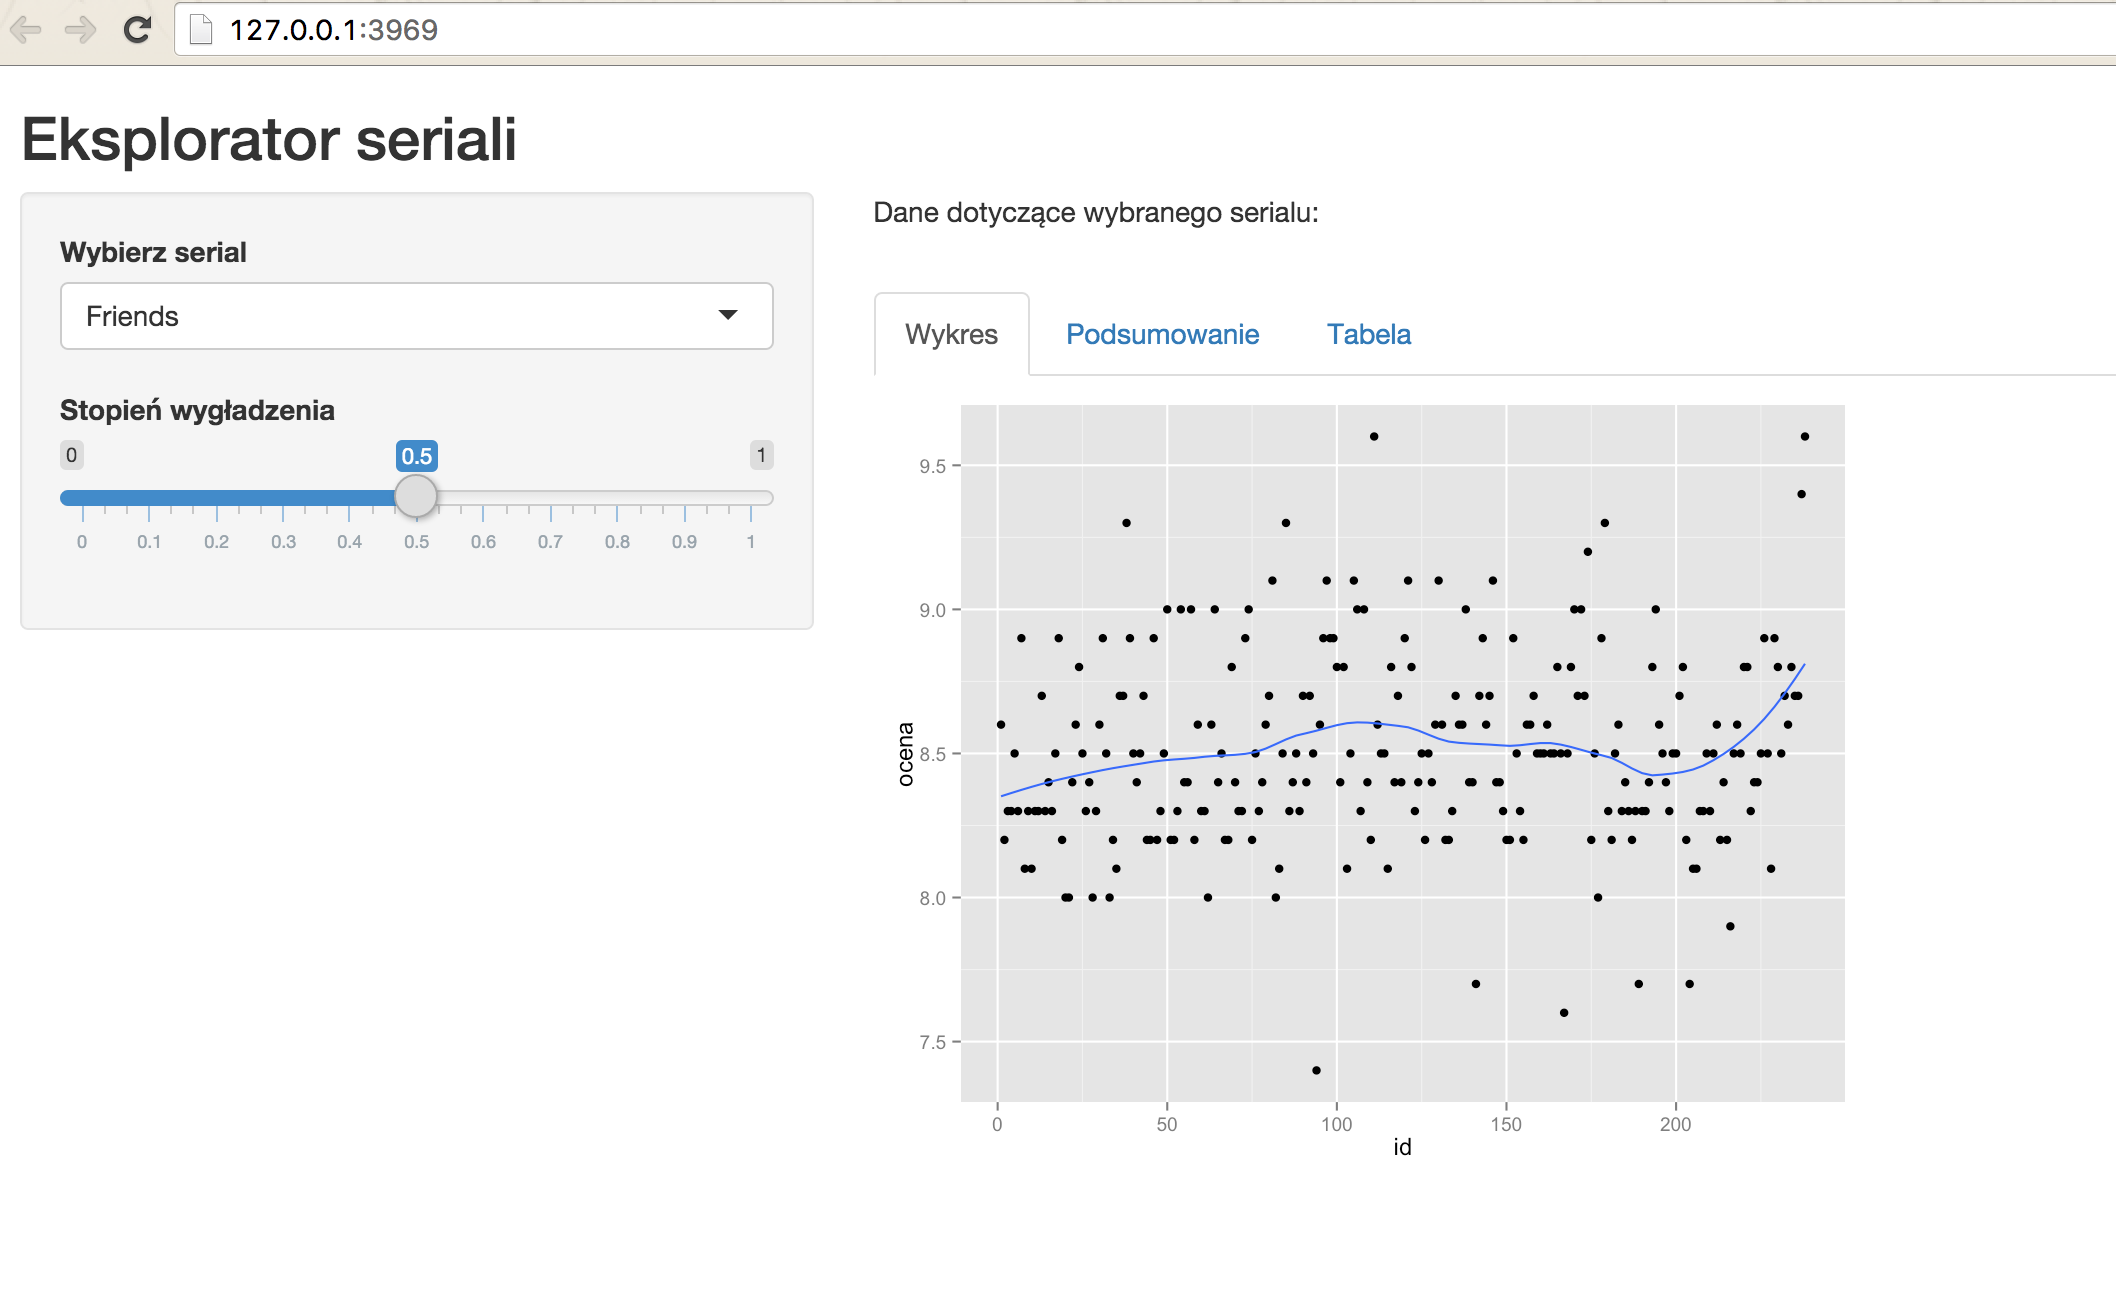 127.0.0.1:3969
Eksplorator seriali
Wybierz serial
Friends
Stopień wygładzenia
0 0.5 1
0 0.1 0.2 0.3 0.4 0.5 0.6 0.7 0.8 0.9 1
Dane dotyczące wybranego serialu:
Wykres Podsumowanie Tabela
9.5
9.0
8.5
8.0
7.5
ocena
0 50 100 150 200
id